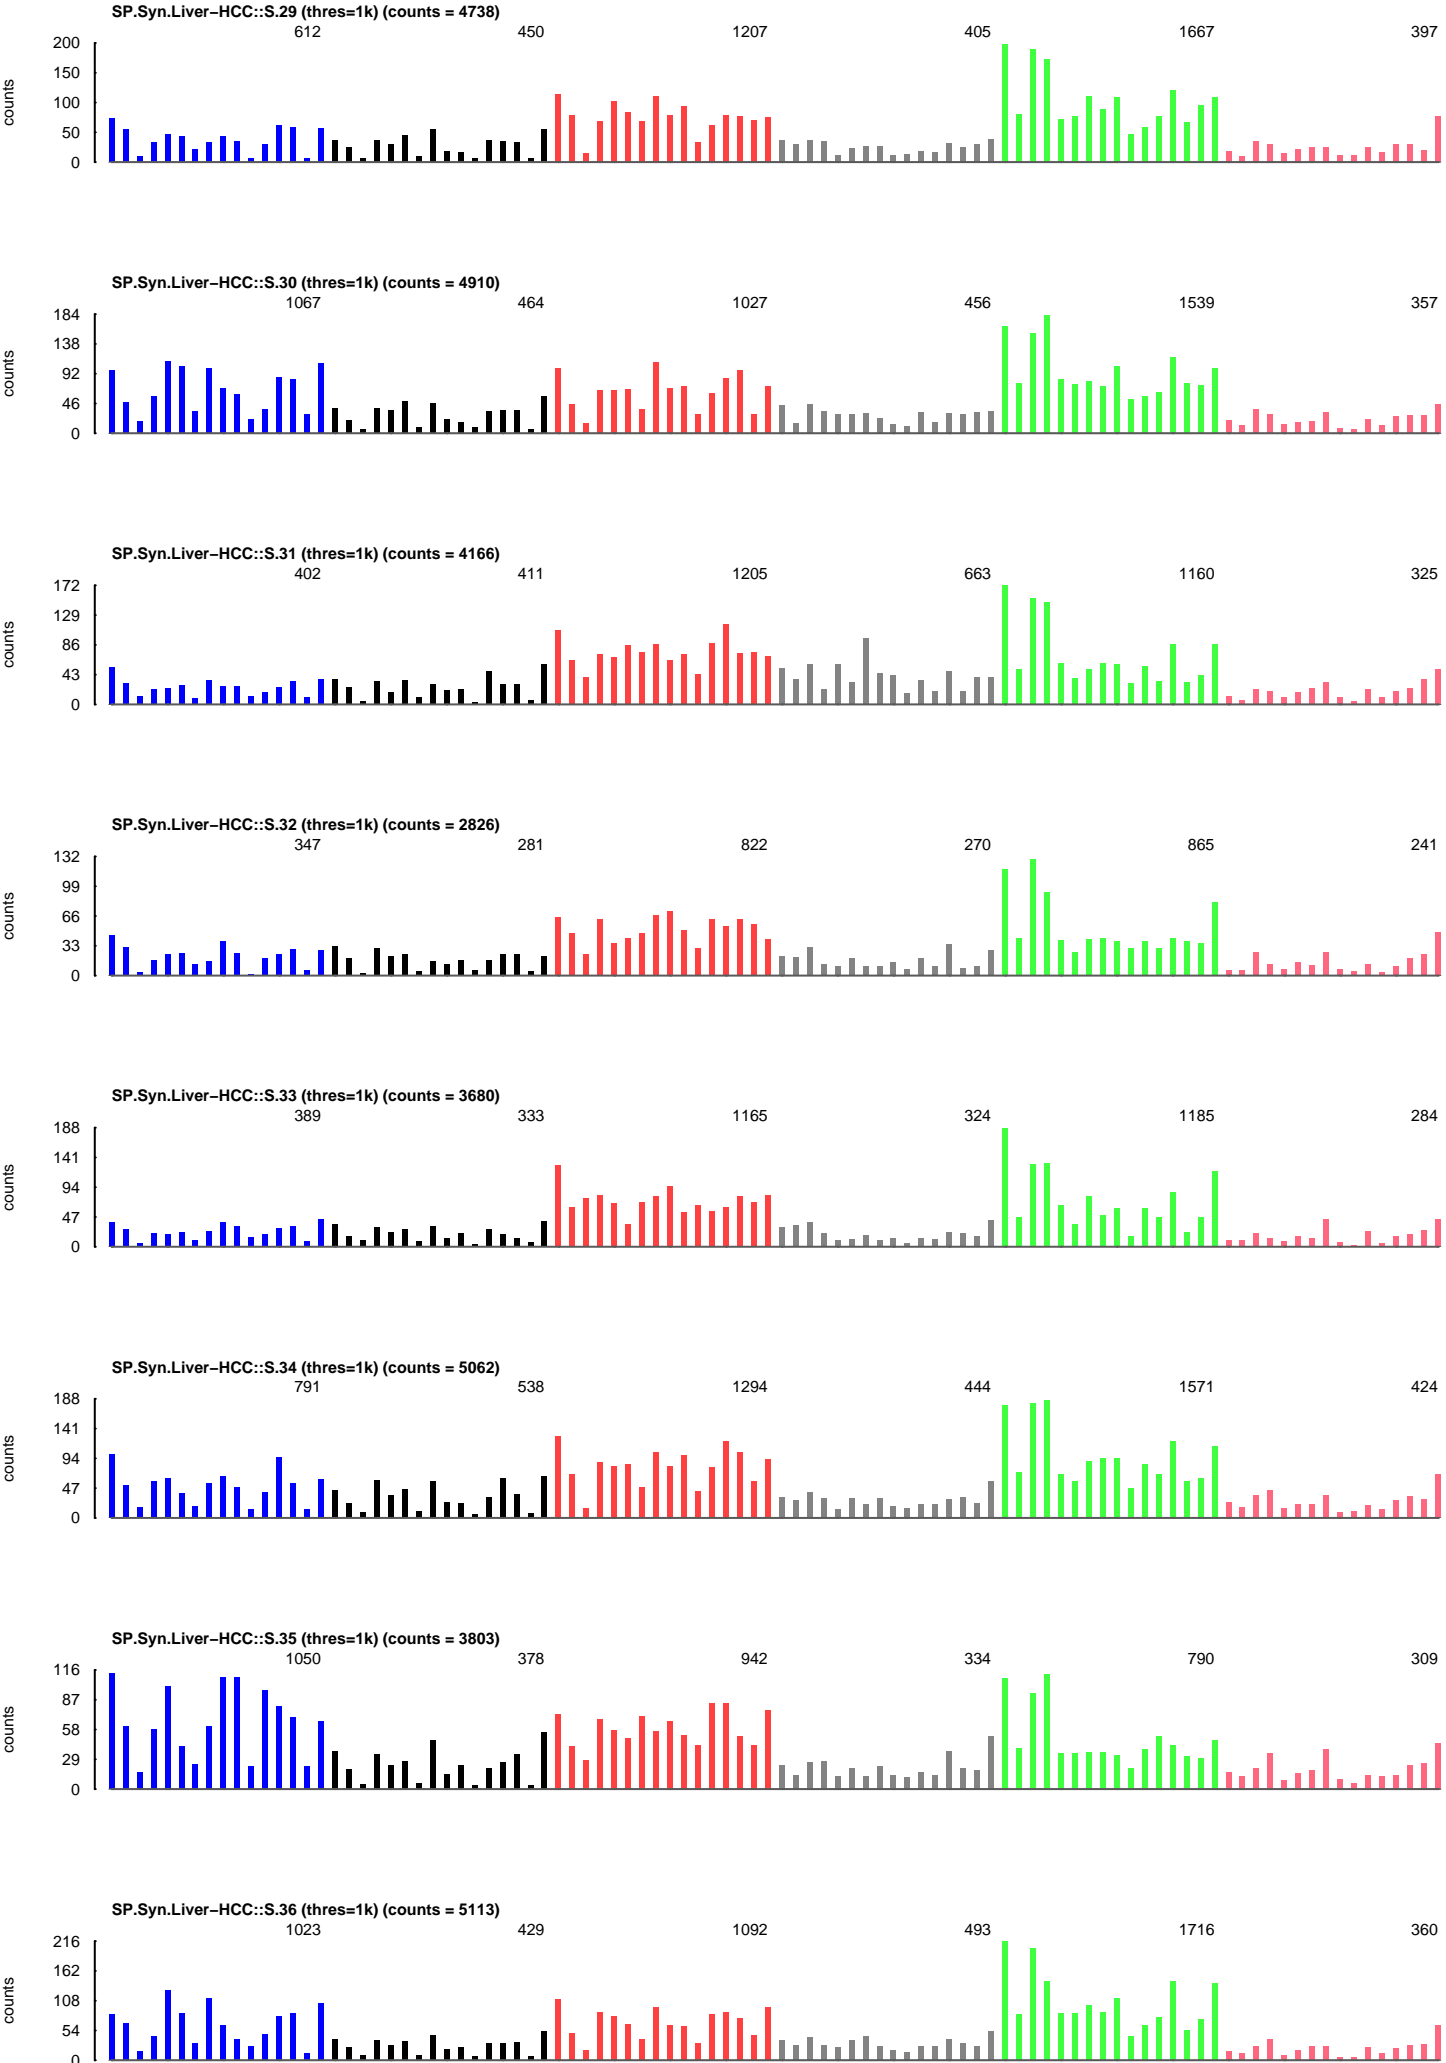 SP.Syn.Liver−HCC::S.29 (thres=1k) (counts = 4738)
612 450 1207 405 1667 397
200
150
100
50
0
counts
SP.Syn.Liver−HCC::S.30 (thres=1k) (counts = 4910)
1067 464 1027 456 1539 357
184
138
92
46
0
counts
SP.Syn.Liver−HCC::S.31 (thres=1k) (counts = 4166)
402 411 1205 663 1160 325
172
129
86
43
0
counts
SP.Syn.Liver−HCC::S.32 (thres=1k) (counts = 2826)
347 281 822 270 865 241
132
99
66
33
0
counts
SP.Syn.Liver−HCC::S.33 (thres=1k) (counts = 3680)
389 333 1165 324 1185 284
188
141
94
47
0
counts
SP.Syn.Liver−HCC::S.34 (thres=1k) (counts = 5062)
791 538 1294 444 1571 424
188
141
94
47
0
counts
SP.Syn.Liver−HCC::S.35 (thres=1k) (counts = 3803)
1050 378 942 334 790 309
116
87
58
29
0
counts
SP.Syn.Liver−HCC::S.36 (thres=1k) (counts = 5113)
1023 429 1092 493 1716 360
216
162
108
54
0
counts